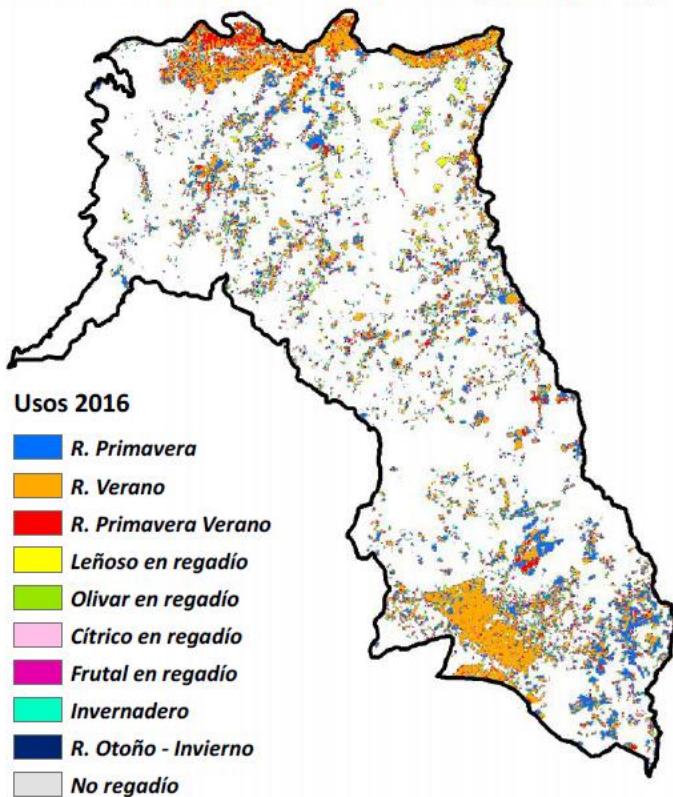 Usos 2016
R. Primavera
R. Verano
R. Primavera Verano
Leñoso en regadío
Olivar en regadío
Cítrico en regadío
Frutal en regadío
Invernadero
R. Otoño - Invierno
No regadío